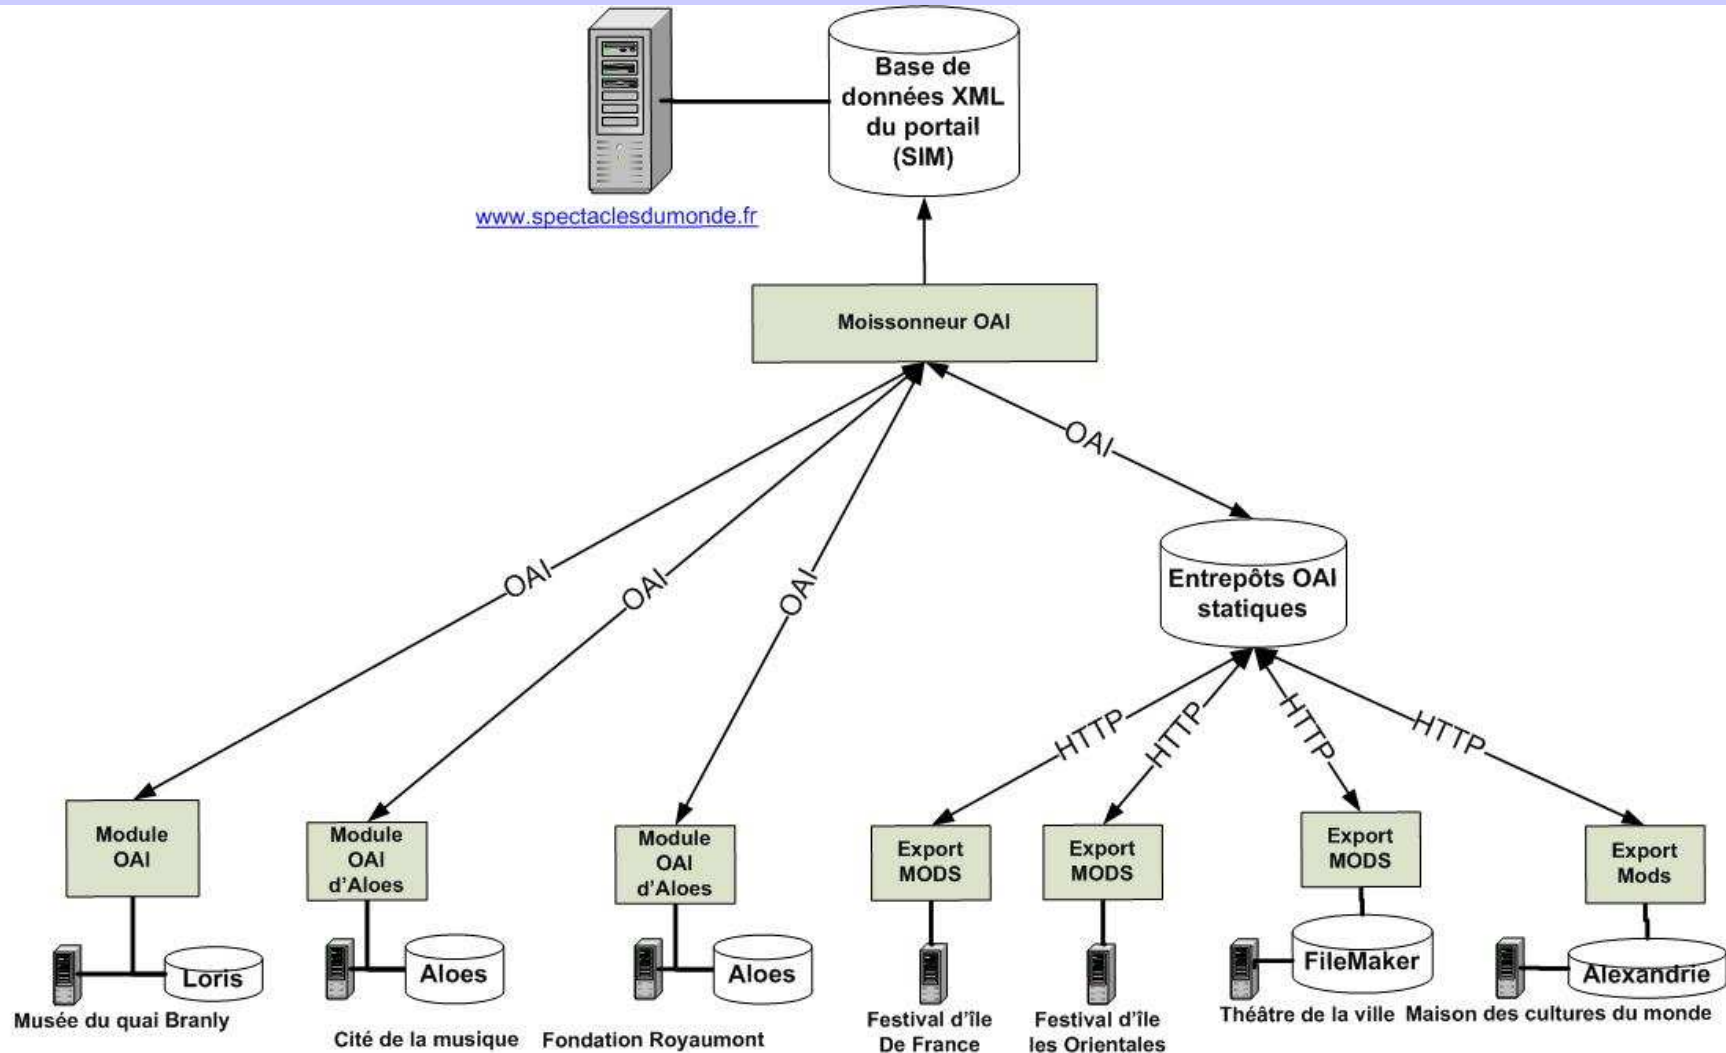 Base de
données XML
du portail
(SIM)
www.spectaclesdumonde.fr
Moissonneur OAI
OAI
OAI
OAI
OAI
Entrepôts OAI
statiques
HTTP
HTTP
HTTP
HTTP
Module
OAI
Module
OAI
d'Aloes
Module
OAI
d'Aloes
Export
MODS
Export
MODS
Export
MODS
Export
Mods
Loris
Aloes
Aloes
FileMaker
Alexandrie
Musée du quai Branly
Cité de la musique
Fondation Royaumont
Festival d'île
De France
Festival d'île
les Orientales
Théâtre de la ville
Maison des cultures du monde